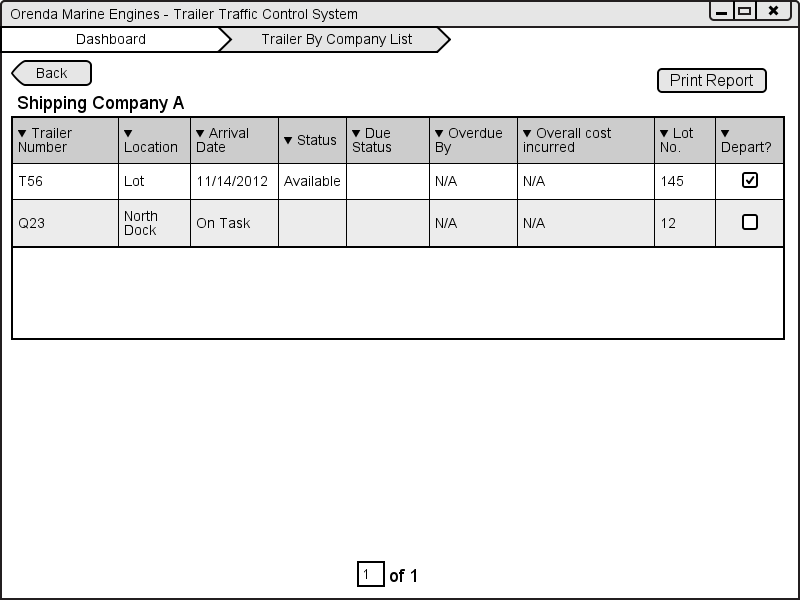 Orenda Marine Engines - Trailer Traffic Control System
Dashboard Trailer By Company List
Back
Print Report
Shipping Company A
Trailer Number Location Arrival Date Status Due Status Overdue By Overall cost incurred Lot No. Depart?
T56 Lot 11/14/2012 Available N/A N/A 145
Q23 North Dock On Task N/A N/A 12
1 of 1